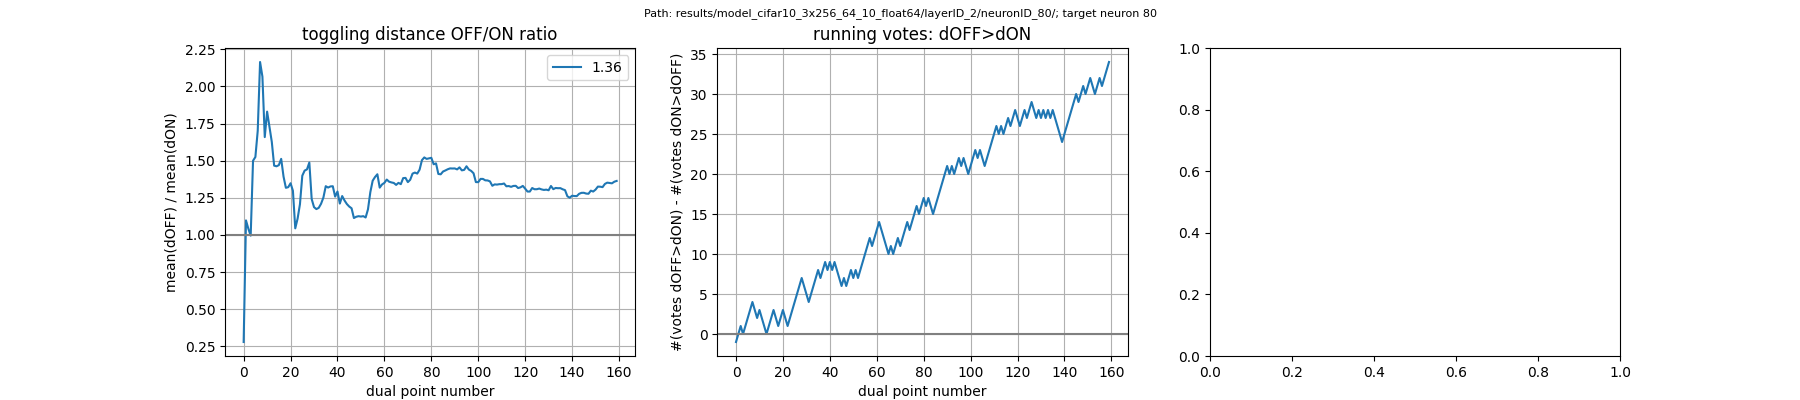 Path: results/model_cifar10_3x256_64_10_float64/layerID_2/neuronID_80/; target neuron 80
toggling distance OFF/ON ratio
mean(dOFF) / mean(dON)
2.25
2.00
1.75
1.50
1.25
1.00
0.75
0.50
0.25
1.36
0 20 40 60 80 100 120 140 160
dual point number
running votes: dOFF>dON
#(votes dOFF>dON) - #(votes dON>dOFF)
35
30
25
20
15
10
5
0
0 20 40 60 80 100 120 140 160
dual point number
1.0
0.8
0.6
0.4
0.2
0.0
0.0 0.2 0.4 0.6 0.8 1.0